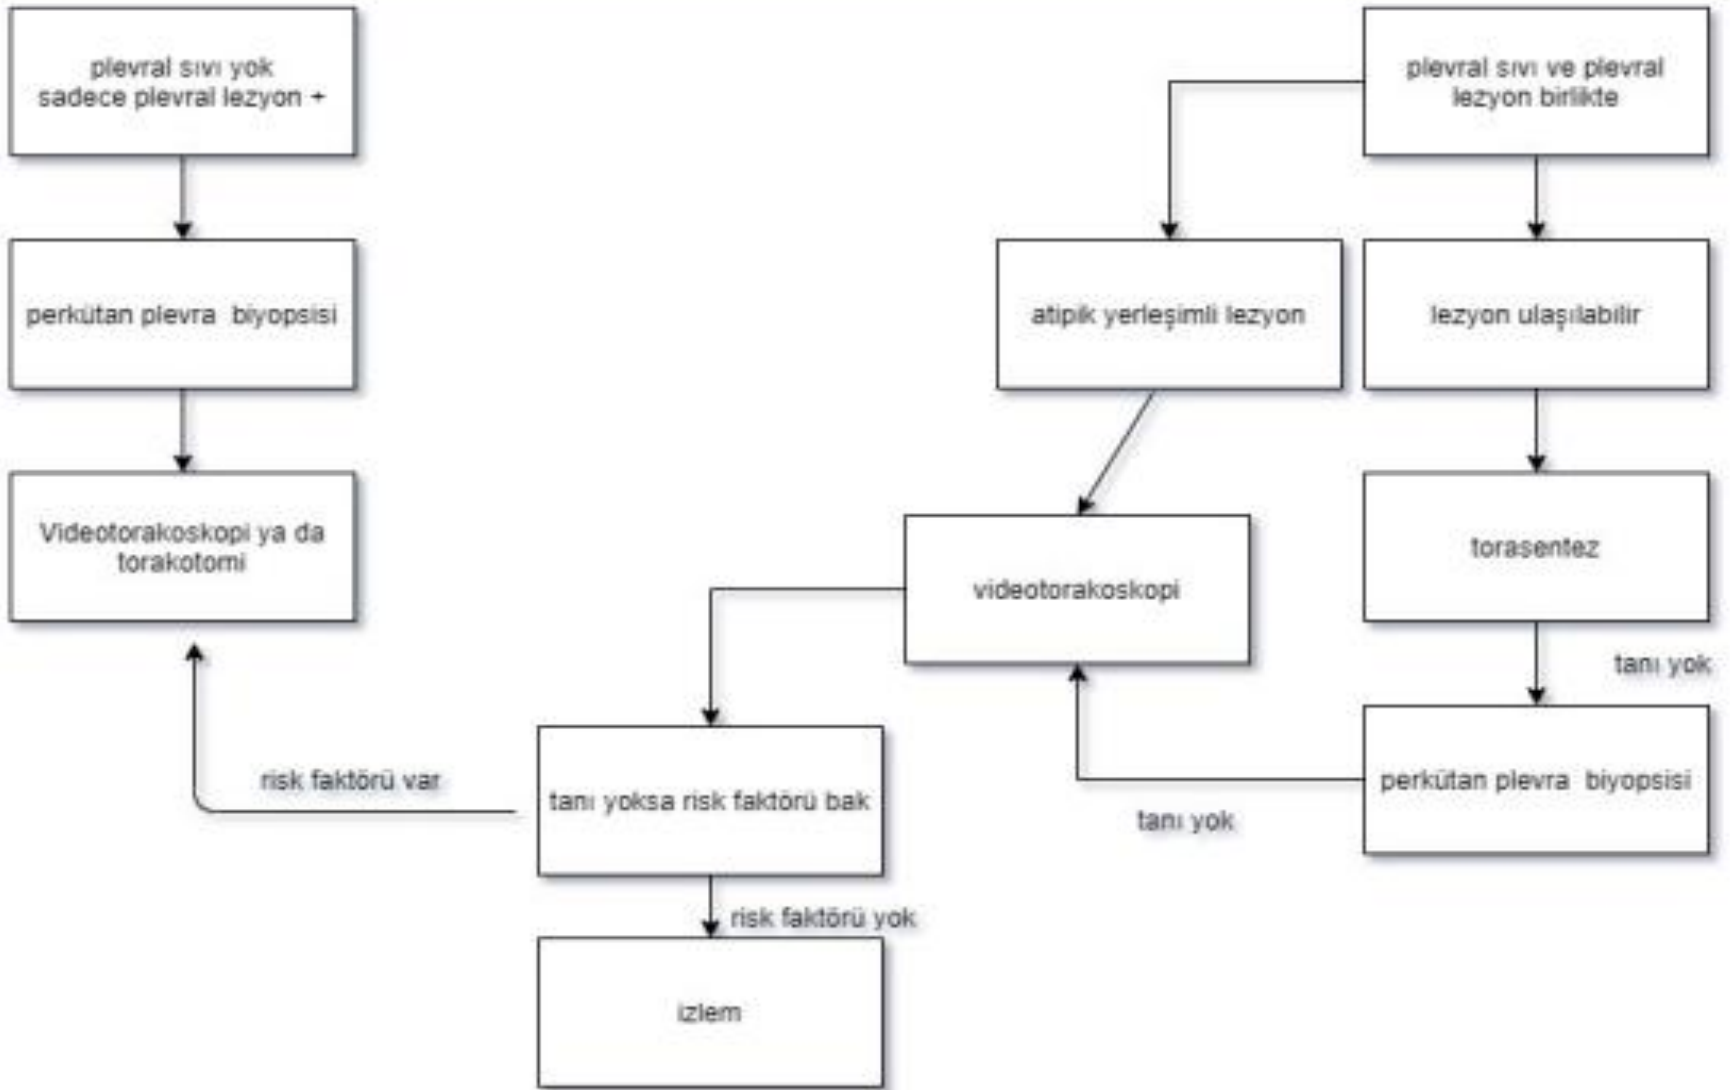 plevral sıvı yok
sadece plevral lezyon +
plevral sıvı ve plevral
lezyon birlikte
perkütan plevra biyopsisi
atipik yerleşimli lezyon
lezyon ulaşılabilir
Videotorakoskopi ya da
torakotomi
videotorakoskopi
torasentez
tanı yok
risk faktörü var
tanı yoksa risk faktörü bak
tanı yok
perkütan plevra biyopsisi
risk faktörü yok
izlem